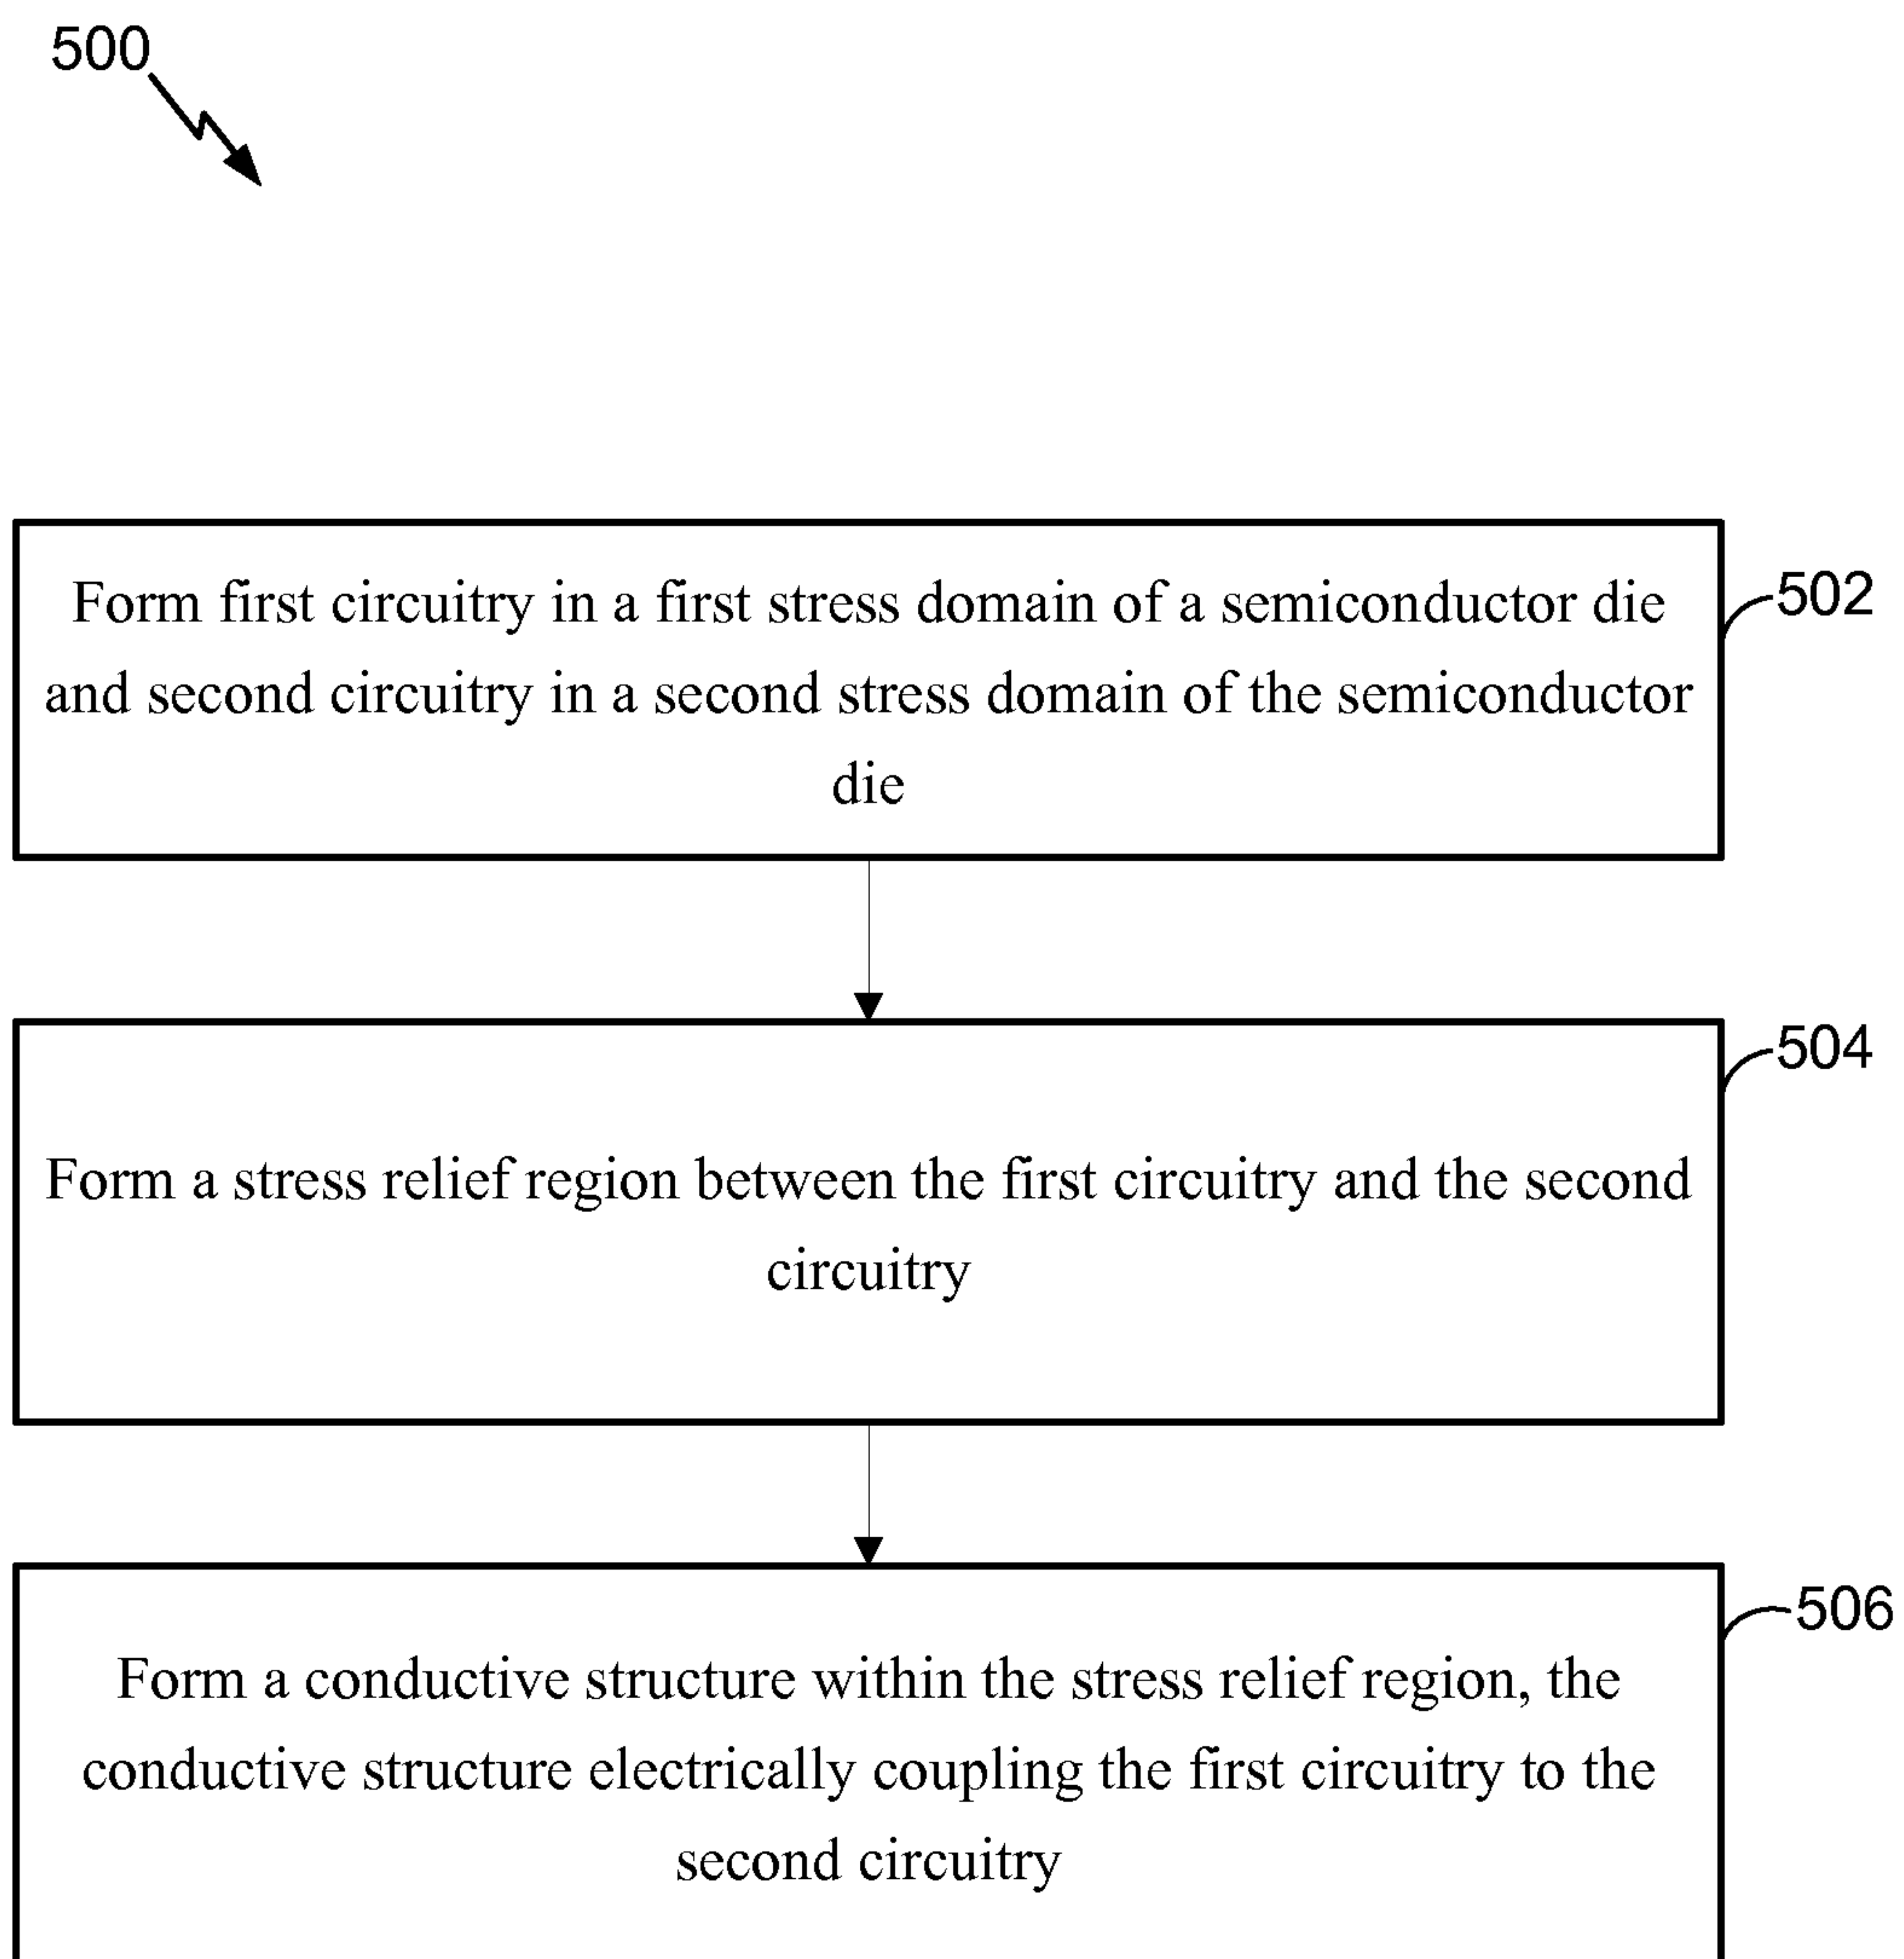 500
Form first circuitry in a first stress domain of a semiconductor die
and second circuitry in a second stress domain of the semiconductor
die
502
504
Form a stress relief region between the first circuitry and the second
circuitry
506
Form a conductive structure within the stress relief region, the
conductive structure electrically coupling the first circuitry to the
second circuitry